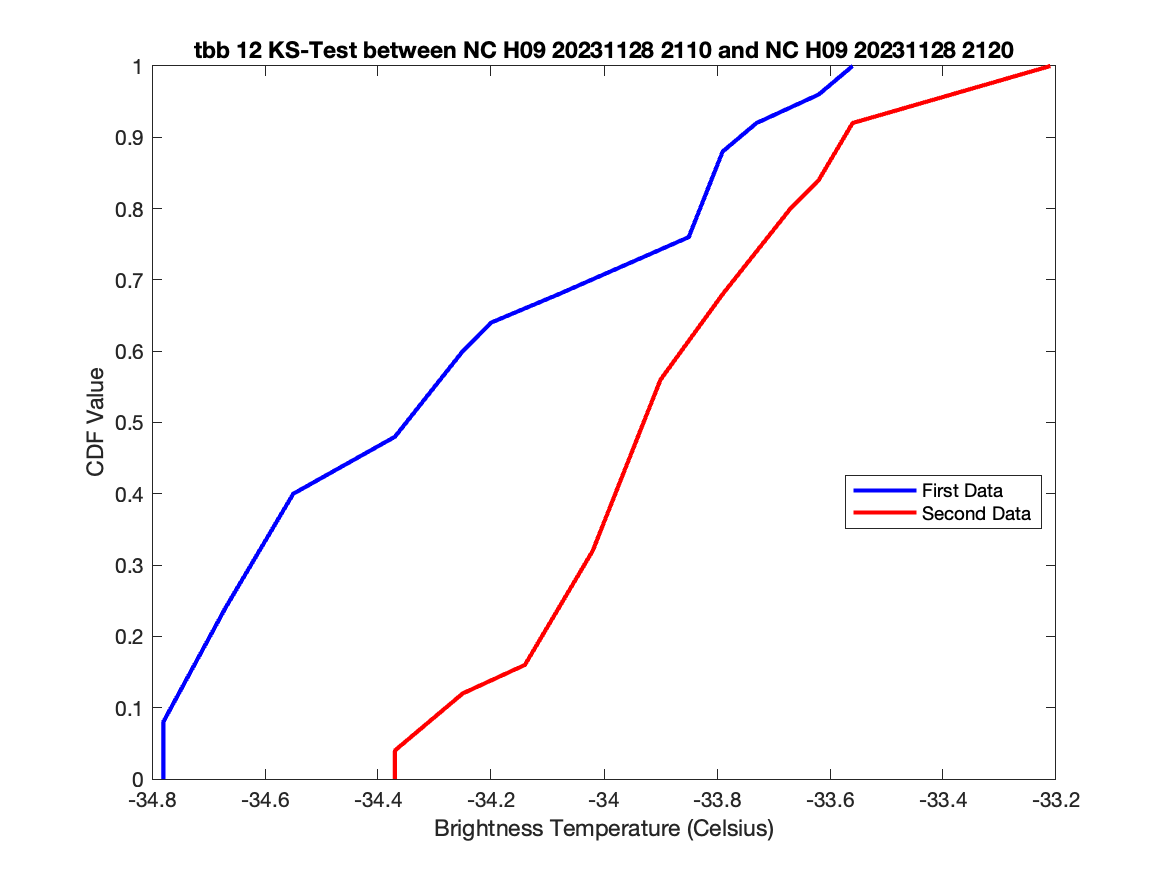 tbb 12 KS-Test between NC H09 20231128 2110 and NC H09 20231128 2120
1
0.9
0.8
0.7
0.6
0.5
0.4
0.3
0.2
0.1
0
CDF Value
First Data
Second Data
-34.8 -34.6 -34.4 -34.2 -34 -33.8 -33.6 -33.4 -33.2
Brightness Temperature (Celsius)